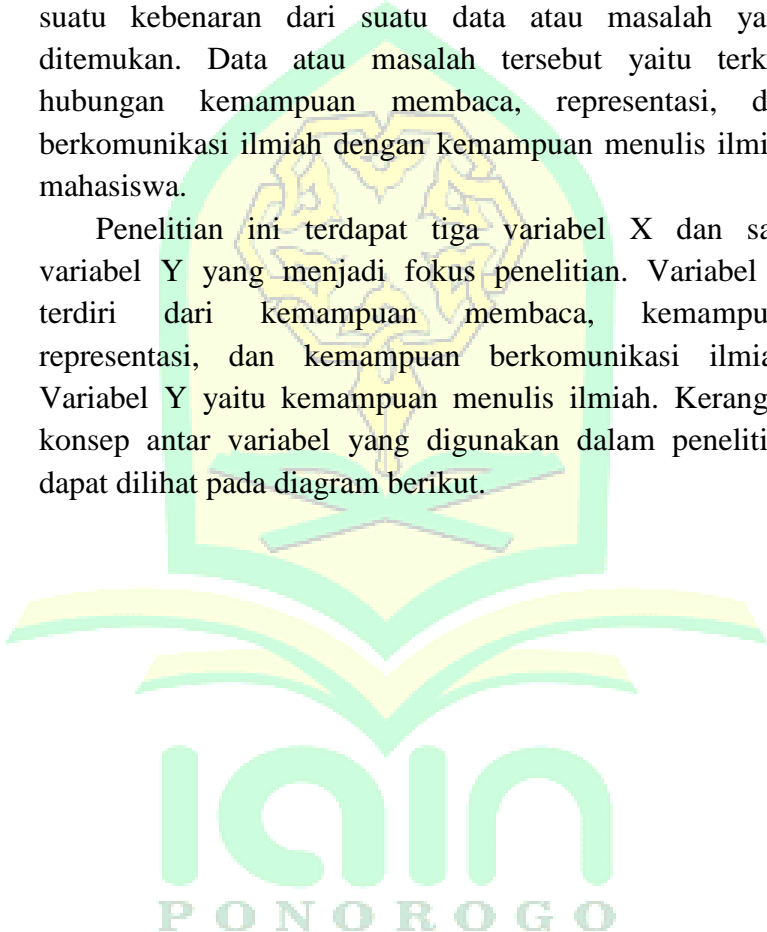 suatu kebenaran dari suatu data atau masalah ya
ditemukan. Data atau masalah tersebut yaitu terk
hubungan kemampuan membaca, representasi, d
berkomunikasi ilmiah dengan kemampuan menulis ilmi
mahasiswa.
Penelitian ini terdapat tiga variabel X dan sa
variabel Y yang menjadi fokus penelitian. Variabel
terdiri dari kemampuan membaca, kemampu
representasi, dan kemampuan berkomunikasi ilmia
Variabel Y yaitu kemampuan menulis ilmiah. Kerang
konsep antar variabel yang digunakan dalam peneliti
dapat dilihat pada diagram berikut.
iain
PONOROGO